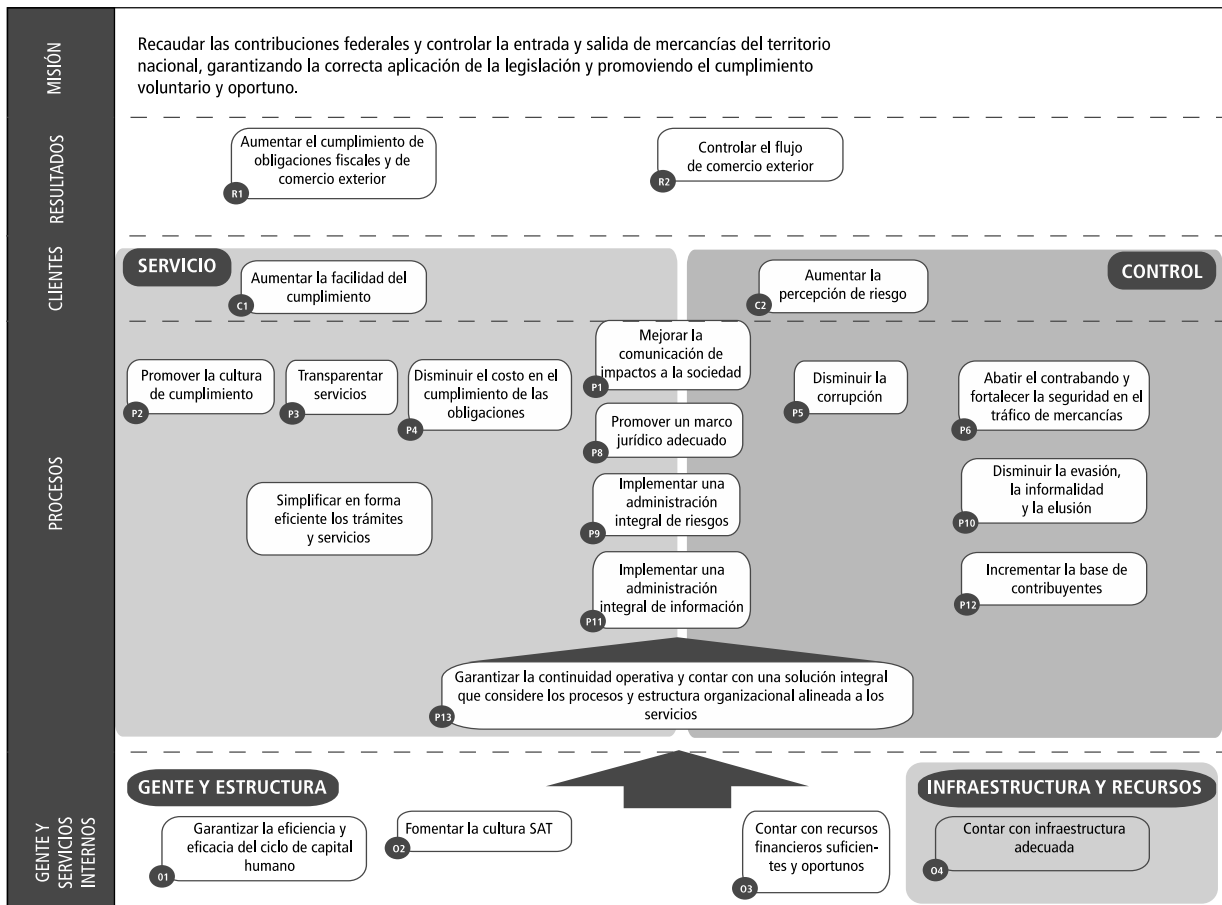 MISIÓN
Recaudar las contribuciones federales y controlar la entrada y salida de mercancías del territorio
nacional, garantizando la correcta aplicación de la legislación y promoviendo el cumplimiento
voluntario y oportuno.
RESULTADOS
Aumentar el cumplimiento de
obligaciones fiscales y de
comercio exterior
R1
Controlar el flujo
de comercio exterior
R2
CLIENTES
SERVICIO
Aumentar la facilidad del
cumplimiento
C1
Aumentar la
percepción de riesgo
C2
CONTROL
PROCESOS
Promover la cultura
de cumplimiento
P2
Transparentar
servicios
P3
Disminuir el costo en el
cumplimiento de las
obligaciones
P4
Mejorar la
comunicación de
impactos a la sociedad
P1
Disminuir la
corrupción
P5
Abatir el contrabando y
fortalecer la seguridad en el
tráfico de mercancías
P6
Promover un marco
jurídico adecuado
P8
Simplificar en forma
eficiente los trámites
y servicios
Implementar una
administración
integral de riesgos
P9
Disminuir la evasión,
la informalidad
y la elusión
P10
Implementar una
administración
integral de información
P11
Incrementar la base de
contribuyentes
P12
Garantizar la continuidad operativa y contar con una solución integral
que considere los procesos y estructura organizacional alineada a los
servicios
P13
GENTE Y
SERVICIOS
INTERNOS
GENTE Y ESTRUCTURA
Garantizar la eficiencia y
eficacia del ciclo de capital
humano
01
Fomentar la cultura SAT
02
Contar con recursos
financieros suficien-
tes y oportunos
03
INFRAESTRUCTURA Y RECURSOS
Contar con infraestructura
adecuada
04